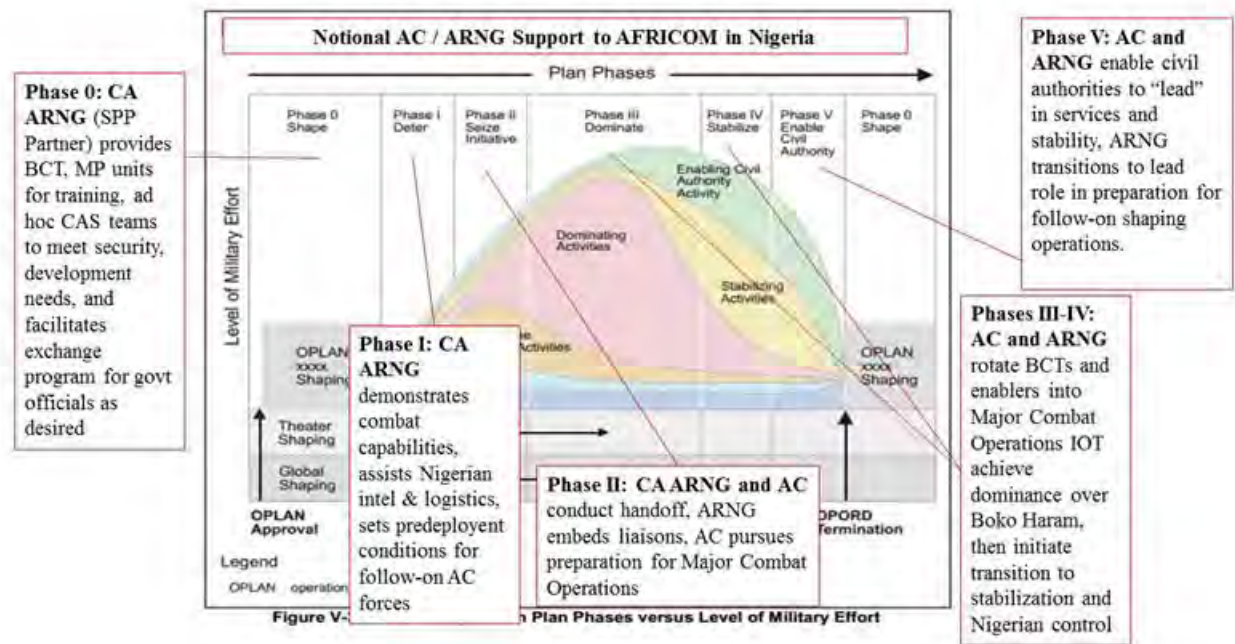 Notional AC / ARNG Support to AFRICOM in Nigeria
Plan Phases
Phase 0
Shape
Phase I
Deter
Phase II
Seize
Initiative
Phase III
Dominate
Phase IV
Stabilize
Phase V
Enable
Civil
Authority
Phase 0
Shape
Level of Military Effort
Enabling Civil
Authority
Activity
Dominating
Activities
Stabilizing
Activities
Activities
OPLAN
xxxx
Shaping
OPLAN
xxxx
Shaping
Theater
Shaping
Global
Shaping
OPLAN
Approval
OPORD
Termination
Legend
OPLAN operation
Figure V- Plan Phases versus Level of Military Effort
Phase 0: CA
ARNG (SPP
Partner) provides
BCT, MP units
for training, ad
hoc CAS teams
to meet security,
development
needs, and
facilitates
exchange
program for govt
officials as
desired
Phase I: CA
ARNG
demonstrates
combat
capabilities,
assists Nigerian
intel & logistics,
sets predeployent
conditions for
follow-on AC
forces
Phase II: CA ARNG and AC
conduct handoff, ARNG
embeds liaisons, AC pursues
preparation for Major Combat
Operations
Phases III-IV:
AC and ARNG
rotate BCTs and
enablers into
Major Combat
Operations IOT
achieve
dominance over
Boko Haram,
then initiate
transition to
stabilization and
Nigerian control
Phase V: AC and
ARNG enable civil
authorities to “lead”
in services and
stability, ARNG
transitions to lead
role in preparation for
follow-on shaping
operations.